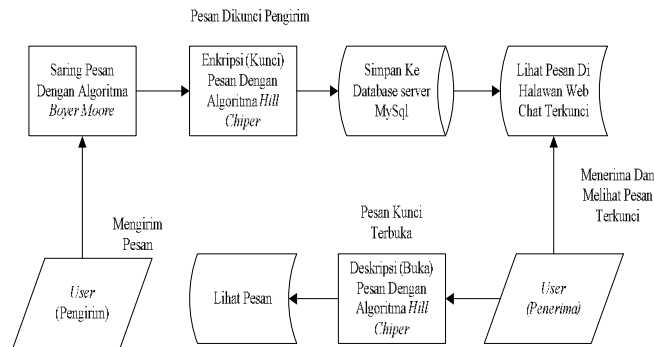 Pesan Dikunci Pengirim
Saring Pesan
Dengan Algoritma
Boyer Moore
Enkripsi (Kunci)
Pesan Dengan
Algoritma Hill
Chiper
Simpan Ke
Database server
MySql
Lihat Pesan Di
Halawan Web
Chat Terkunci
Mengirim
Pesan
Pesan Kunci
Terbuka
Menerima Dan
Melihat Pesan
Terkunci
User
(Pengirim)
Lihat Pesan
Deskripsi (Buka)
Pesan Dengan
Algoritma Hill
Chiper
User
(Penerima)